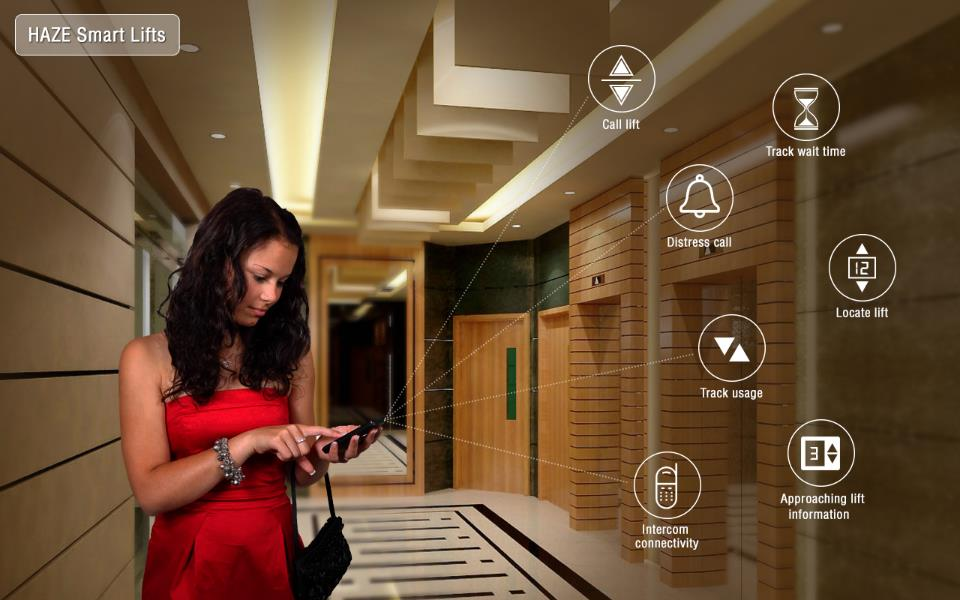 HAZE Smart Lifts
Call lift
Track wait time
Distress call
12
Locate lift
Track usage
3
Approaching lift
information
Intercom
connectivity